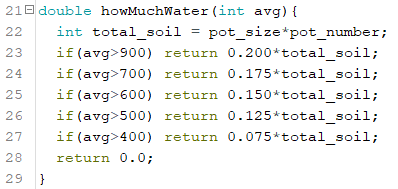 21 double howMuchWater(int avg){
22 int total_soil = pot_size*pot_number;
23 if(avg>900) return 0.200*total_soil;
24 if(avg>700) return 0.175*total_soil;
25 if(avg>600) return 0.150*total_soil;
26 if(avg>500) return 0.125*total_soil;
27 if(avg>400) return 0.075*total_soil;
28 return 0.0;
29 }